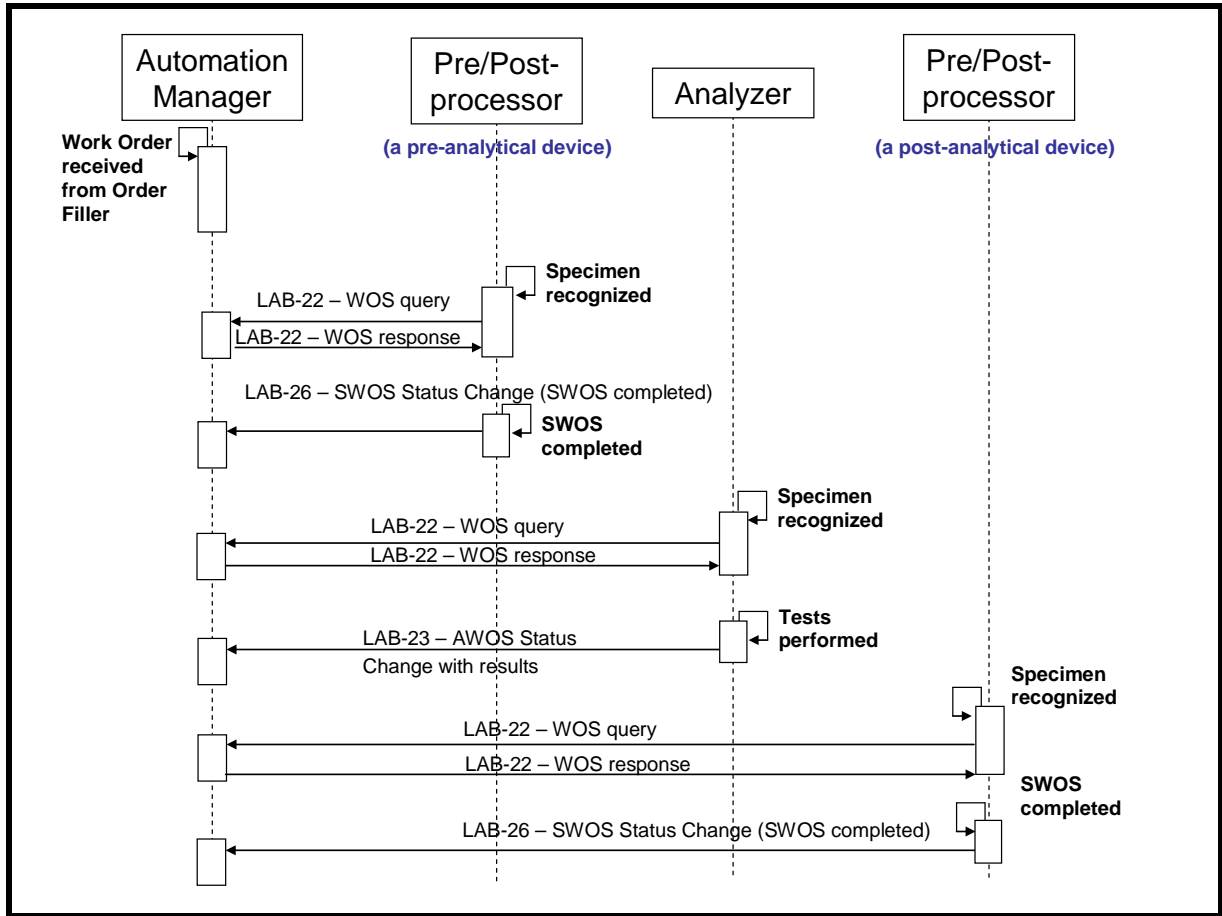 Automation
Manager
Pre/Post-
processor
Analyzer
Pre/Post-
processor
(a pre-analytical device)
(a post-analytical device)
Work Order
received
from Order
Filler
Specimen
recognized
LAB-22 – WOS query
LAB-22 – WOS response
LAB-26 – SWOS Status Change (SWOS completed)
SWOS
completed
Specimen
recognized
LAB-22 – WOS query
LAB-22 – WOS response
Tests
performed
LAB-23 – AWOS Status
Change with results
Specimen
recognized
LAB-22 – WOS query
LAB-22 – WOS response
SWOS
completed
LAB-26 – SWOS Status Change (SWOS completed)